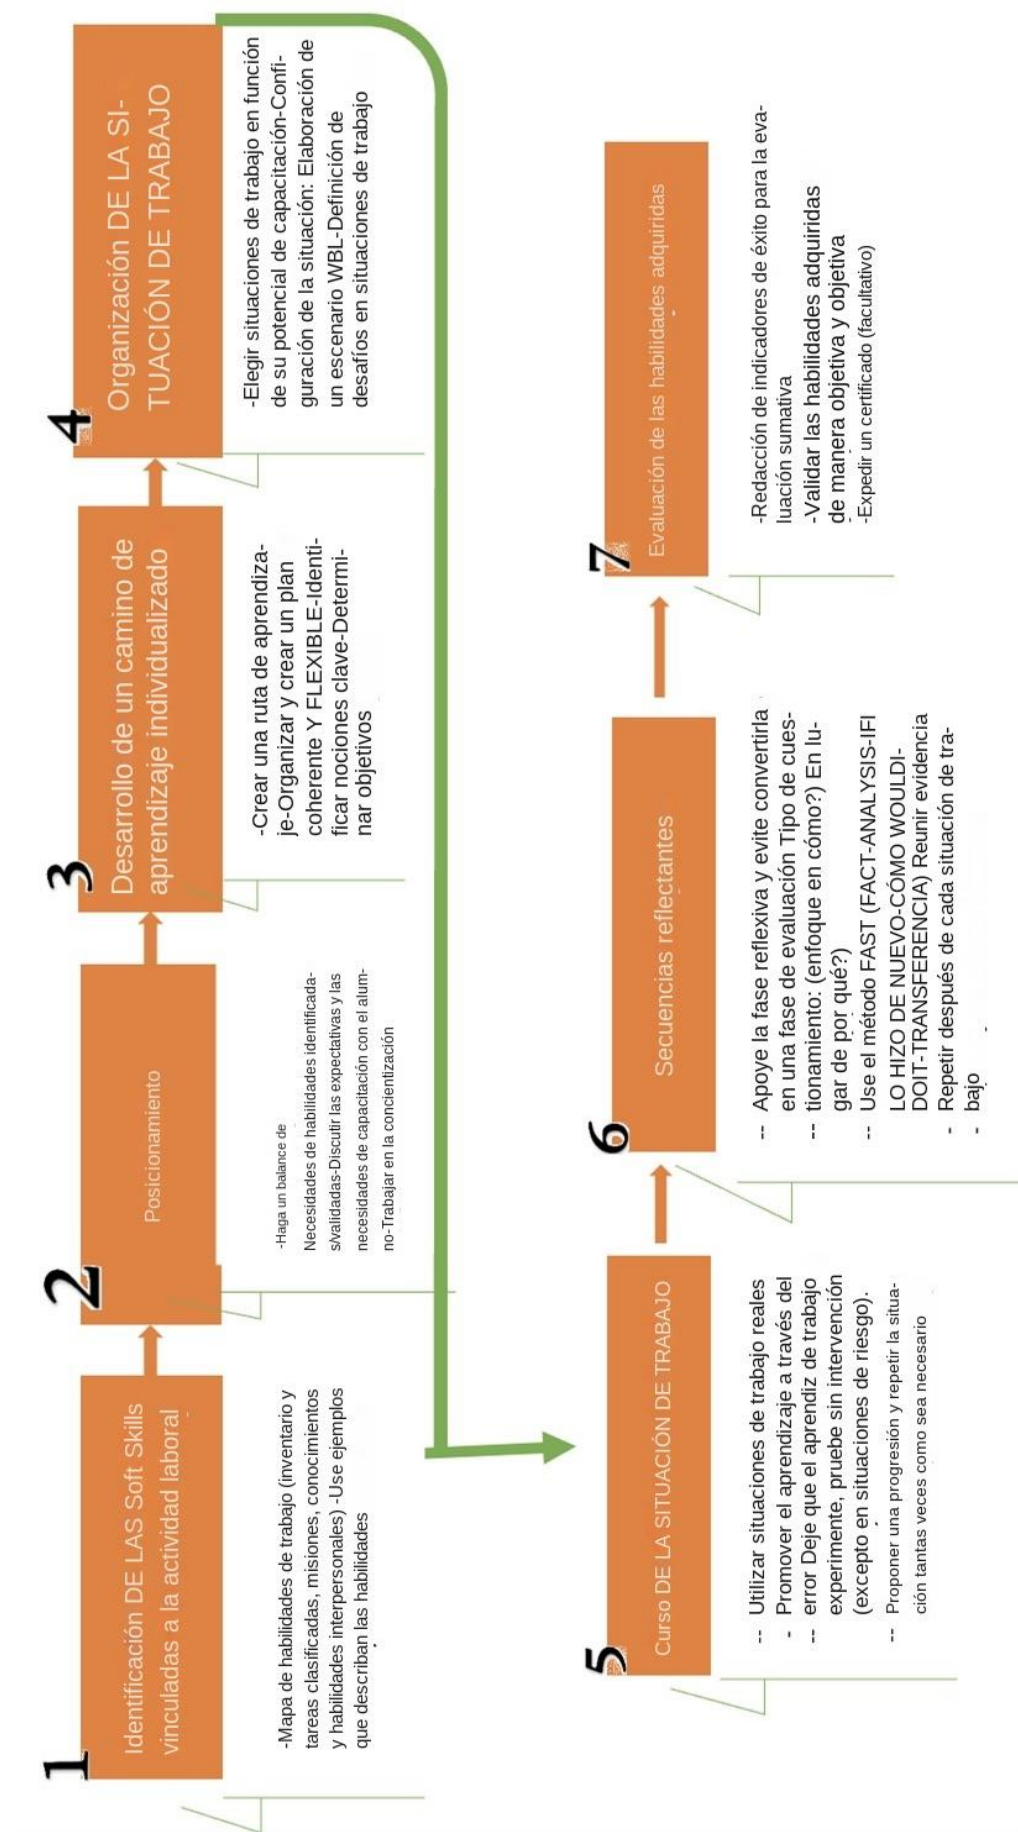 1
Identificación DE LAS Soft Skills
vinculadas a la actividad laboral
-Mapa de habilidades de trabajo (inventario y
tareas clasificadas, misiones, conocimientos
y habilidades interpersonales) -Use ejemplos
que describan las habilidades
2
Posicionamiento
-Haga un balance de
Necesidades de habilidades identificada-
s/validadas-Discutir las expectativas y las
necesidades de capacitación con el alum-
no-Trabajar en la concientización
3
Desarrollo de un camino de
aprendizaje individualizado
-Crear una ruta de aprendiza-
je-Organizar y crear un plan
coherente Y FLEXIBLE-Identi-
ficar nociones clave-Determi-
nar objetivos
4
Organización DE LA SI-
TUACIÓN DE TRABAJO
-Elegir situaciones de trabajo en función
de su potencial de capacitación-Confi-
guración de la situación: Elaboración de
un escenario WBL-Definición de
desafíos en situaciones de trabajo
5
Curso DE LA SITUACIÓN DE TRABAJO
-- Utilizar situaciones de trabajo reales
- Promover el aprendizaje a través del
-- error Deje que el aprendiz de trabajo
experimente, pruebe sin intervención
(excepto en situaciones de riesgo).
-- Proponer una progresión y repetir la situa-
ción tantas veces como sea necesario
6
Secuencias reflectantes
-- Apoye la fase reflexiva y evite convertirla
en una fase de evaluación Tipo de cues-
-- tionamiento: (enfoque en cómo?) En lu-
gar de por qué?)
-- Use el método FAST (FACT-ANALYSIS-IFI
LO HIZO DE NUEVO-CÓMO WOULDI-
DOIT-TRANSFERENCIA) Reunir evidencia
- Repetir después de cada situación de tra-
- bajo
7
Evaluación de las habilidades adquiridas
-Redacción de indicadores de éxito para la eva-
luación sumativa
-Validar las habilidades adquiridas
de manera objetiva y objetiva
-Expedir un certificado (facultativo)